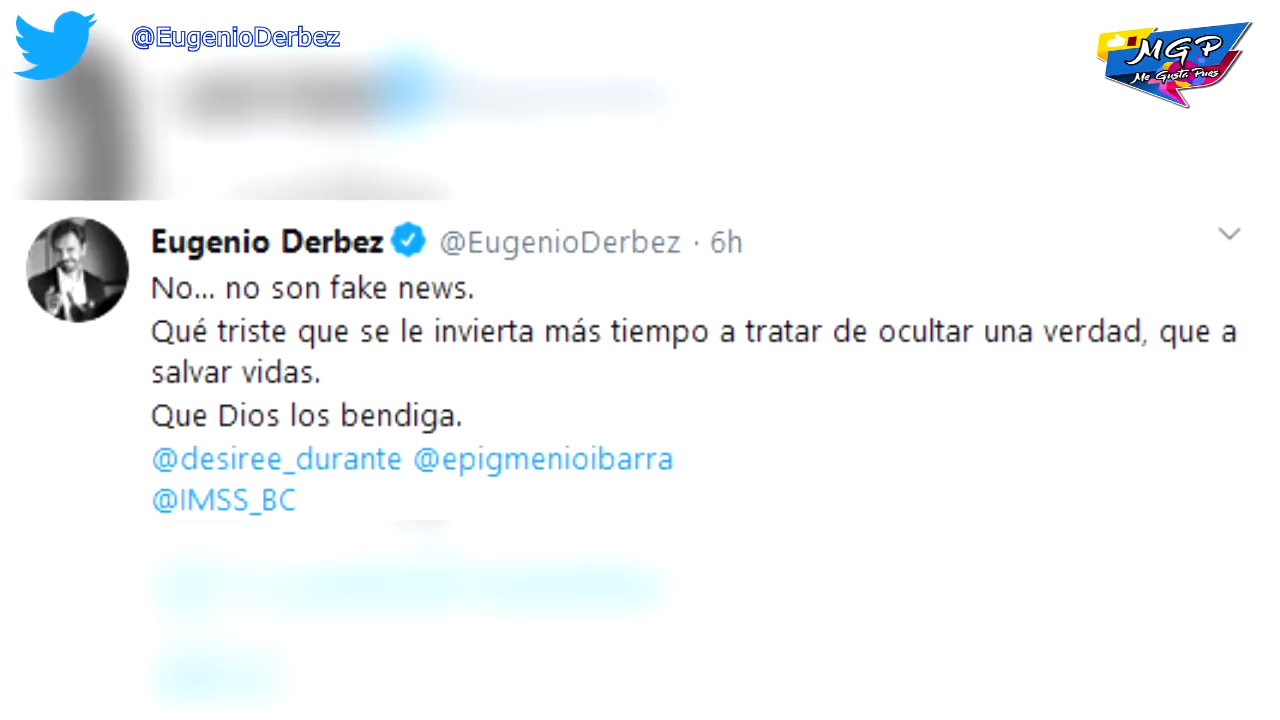 @EugenioDerbez
MGP
Me Gusta Pues
Eugenio Derbez @EugenioDerbez · 6h
No... no son fake news.
Qué triste que se le invierta más tiempo a tratar de ocultar una verdad, que a
salvar vidas.
Que Dios los bendiga.
@desiree_durante @epigmenioibarra
@IMSS_BC